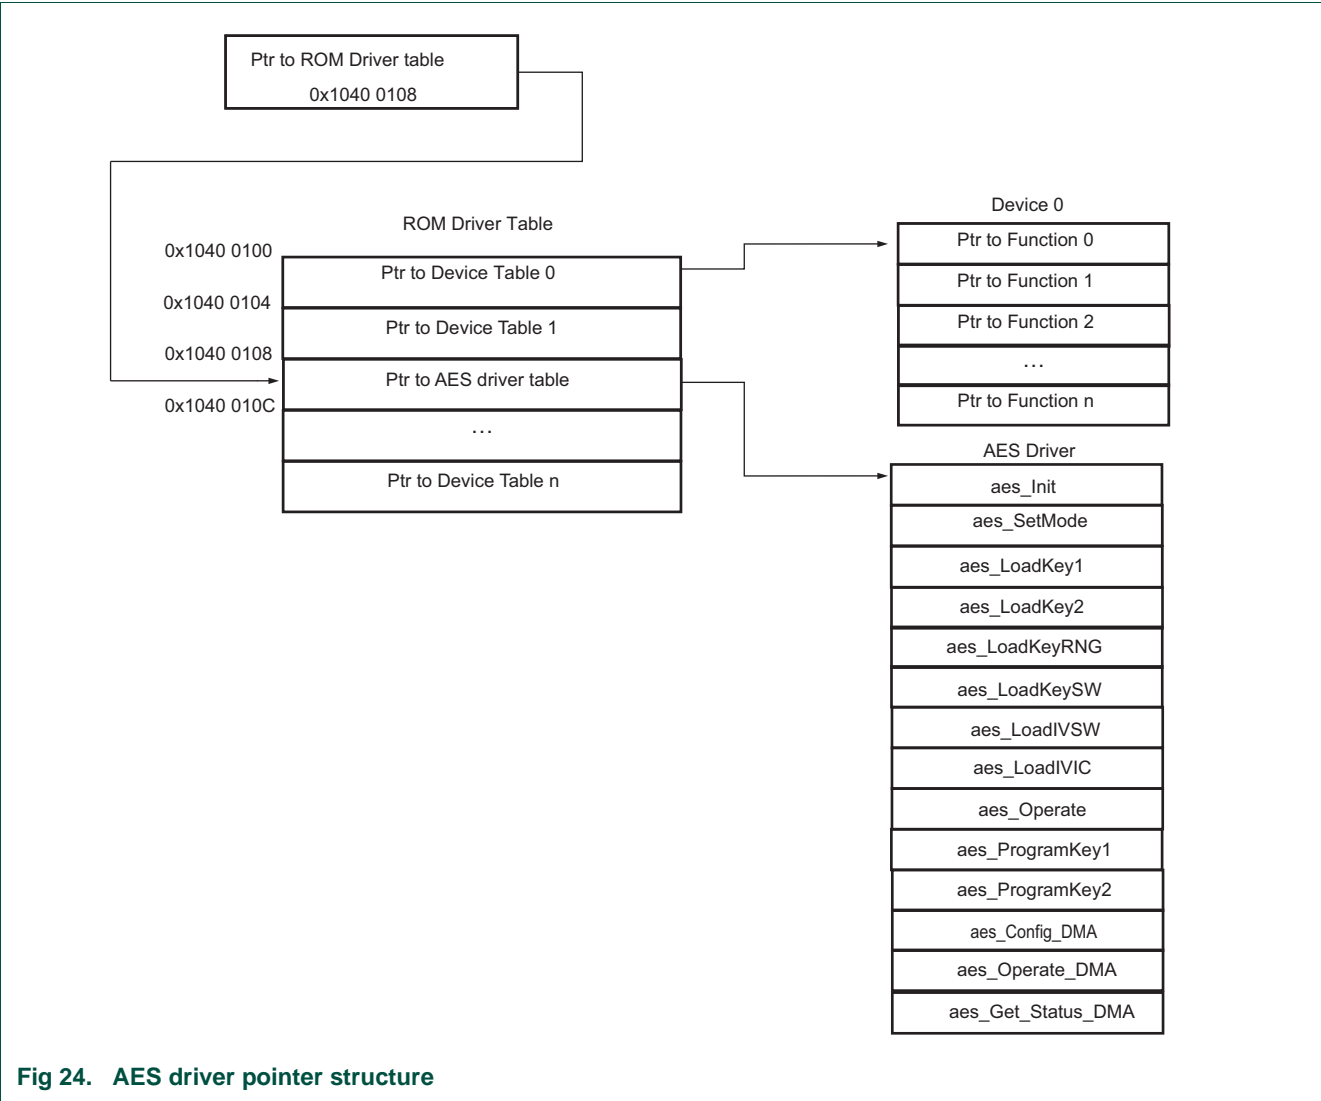 Ptr to ROM Driver table
0x1040 0108
ROM Driver Table
0x1040 0100
Ptr to Device Table 0
0x1040 0104
Ptr to Device Table 1
0x1040 0108
Ptr to AES driver table
0x1040 010C
...
Ptr to Device Table n
Device 0
Ptr to Function 0
Ptr to Function 1
Ptr to Function 2
...
Ptr to Function n
AES Driver
aes_Init
aes_SetMode
aes_LoadKey1
aes_LoadKey2
aes_LoadKeyRNG
aes_LoadKeySW
aes_LoadIVSW
aes_LoadIVIC
aes_Operate
aes_ProgramKey1
aes_ProgramKey2
aes_Config_DMA
aes_Operate_DMA
aes_Get_Status_DMA
Fig 24. AES driver pointer structure